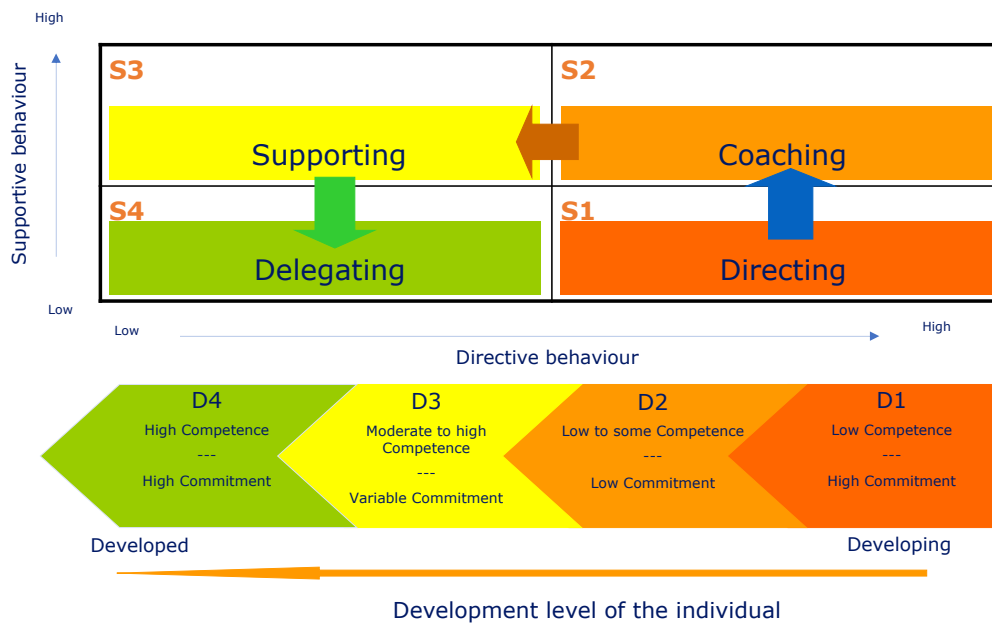 High
Supportive behaviour
Low
S3
S2
Supporting
Coaching
S4
S1
Delegating
Directing
Low
High
Directive behaviour
D4
High Competence
---
High Commitment
D3
Moderate to high
Competence
---
Variable Commitment
D2
Low to some Competence
---
Low Commitment
D1
Low Competence
---
High Commitment
Developed
Developing
Development level of the individual